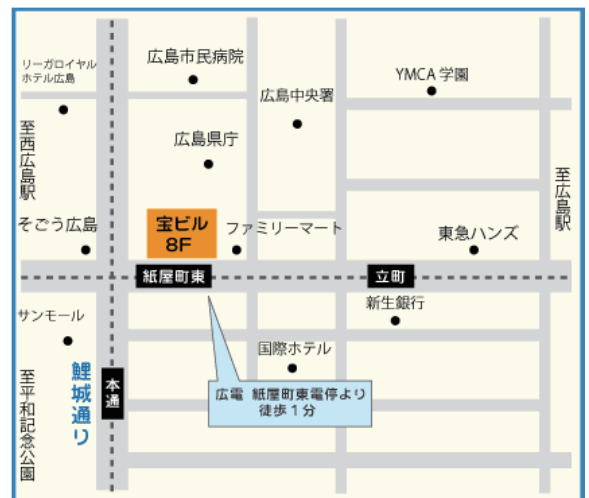 リーガロイヤル
ホテル広島
広島市民病院
広島中央署
YMCA 学園
広島県庁
至西広島駅
至広島駅
そごう広島
宝ビル
8F
ファミリーマート
東急ハンズ
紙屋町東
立町
サンモール
新生銀行
国際ホテル
鯉城通り
本通
至平和記念公園
広電 紙屋町東電停より
徒歩1分